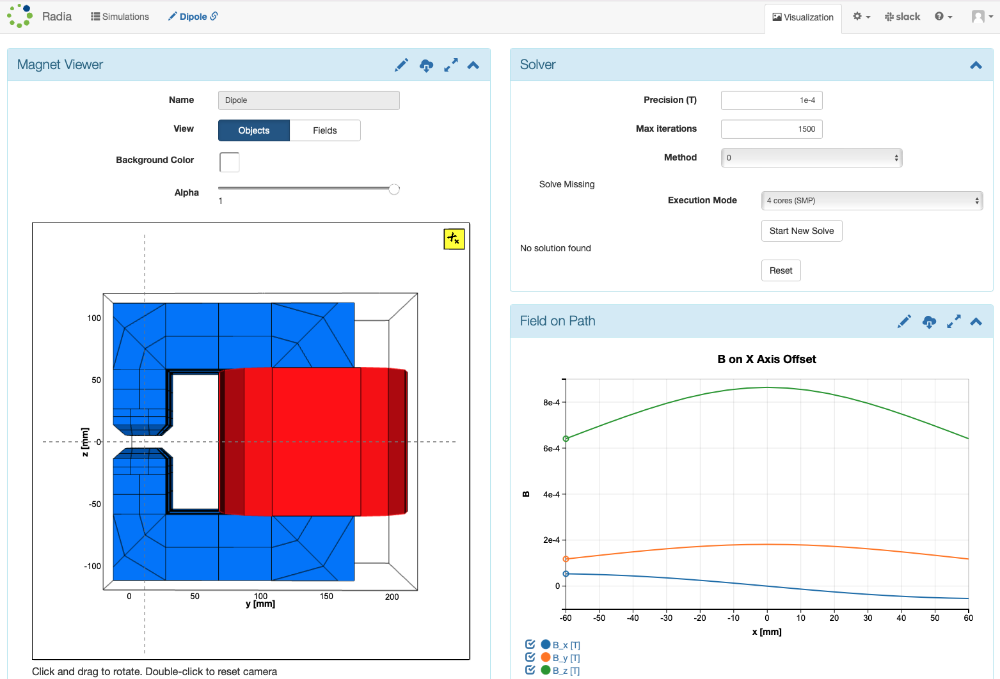 Radia
Simulations
Dipole
Visualization
slack
Magnet Viewer
Name
Dipole
View
Objects
Fields
Background Color
Alpha
1
x
100
50
0
-50
-100
z [mm]
0
50
100
150
200
y [mm]
Click and drag to rotate. Double-click to reset camera
Solver
Precision (T)
1e-4
Max iterations
1500
Method
0
Solve Missing
Execution Mode
4 cores (SMP)
Start New Solve
No solution found
Reset
Field on Path
B on X Axis Offset
8e-4
6e-4
4e-4
2e-4
0
B
-60
-50
-40
-30
-20
-10
0
10
20
30
40
50
60
x [mm]
B_x [T]
B_y [T]
B_z [T]